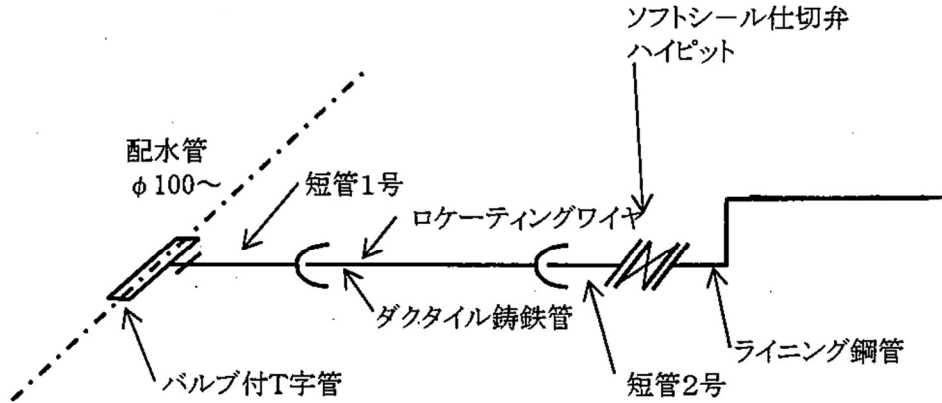 ソフトシール仕切弁
ハイピット
配水管
φ100～
短管1号
ロケーティングワイヤ
ダクタイル鋳鉄管
ライニング鋼管
バルブ付T字管
短管2号